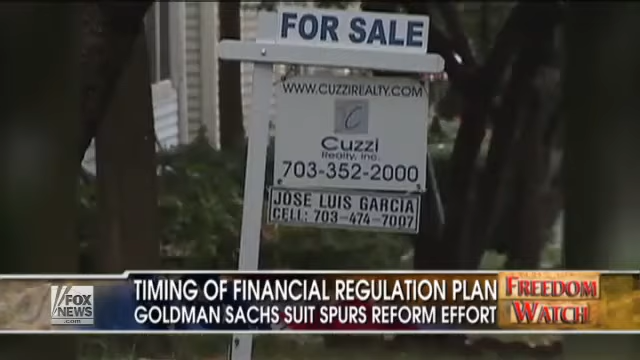 FOR SALE
WWW.CUZZIREALTY.COM
C
Cuzzi
Realty, Inc.
703-352-2000
JOSE LUIS GARCIA
CELL: 703-474-7007
FOX
NEWS
.com
TIMING OF FINANCIAL REGULATION PLAN
GOLDMAN SACHS SUIT SPURS REFORM EFFORT
FREEDOM
WATCH